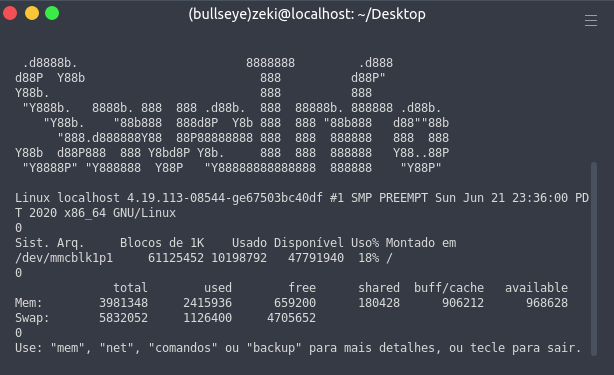 (bullseye)zeki@localhost: ~/Desktop
 .d8888b.                        8888888         .d888
d88P  Y88b                         888          d88P"
Y88b.                              888          888
 "Y888b.   8888b. 888  888 .d88b.  888  88888b. 888888 .d88b.
    "Y88b.    "88b888  888d8P  Y8b 888  888 "88b888   d88""88b
      "888.d888888Y88  88P88888888 888  888  888888   888  888
Y88b  d88P888  888 Y8bd8P Y8b.     888  888  888888   Y88..88P
 "Y8888P" "Y888888  Y88P   "Y88888888888888  888888    "Y88P"
Linux localhost 4.19.113-08544-ge67503bc40df #1 SMP PREEMPT Sun Jun 21 23:36:00 PD
T 2020 x86_64 GNU/Linux
0
Sist. Arq.     Blocos de 1K    Usado Disponível Uso% Montado em
/dev/mmcblk1p1     61125452 10198792   47791940  18% /
0
              total        used        free      shared  buff/cache   available
Mem:        3981348     2415936      659200      180428      906212      968628
Swap:       5832052     1126400     4705652
0
Use: "mem", "net", "comandos" ou "backup" para mais detalhes, ou tecle para sair.